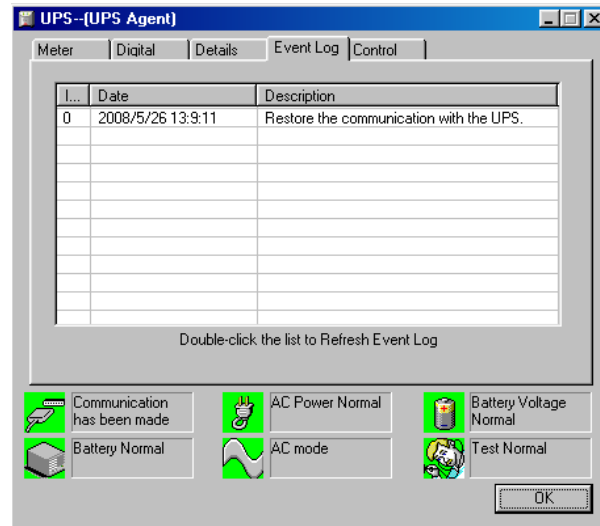 UPS--(UPS Agent)
Meter Digital Details Event Log Control
I... Date Description
0 2008/5/26 13:9:11 Restore the communication with the UPS.
Double-click the list to Refresh Event Log
Communication has been made
AC Power Normal
Battery Voltage Normal
Battery Normal
AC mode
Test Normal
OK